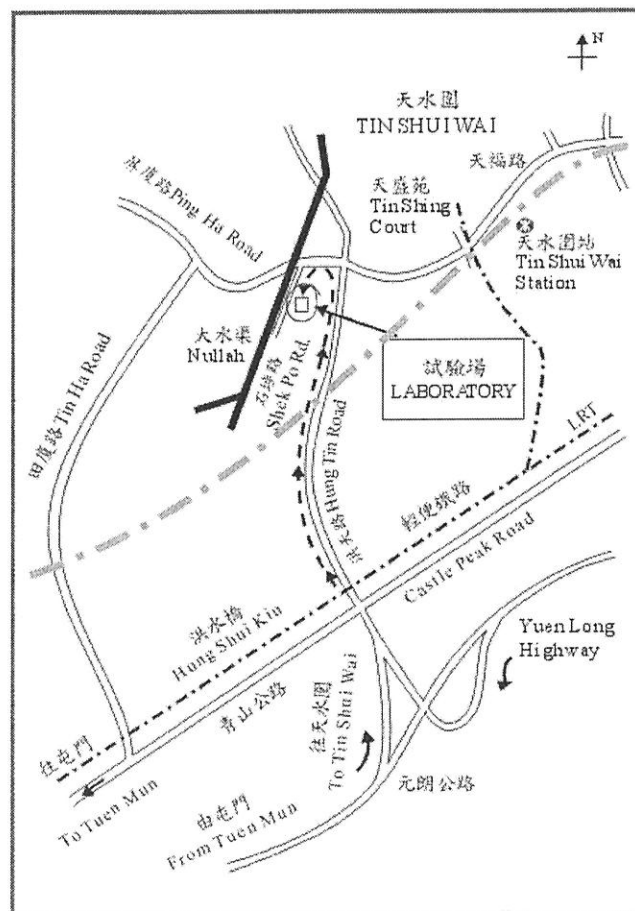 N
天水圍
TIN SHUI WAI
天福路
天盛苑
Tin Shing
Court
天水圍站
Tin Shui Wai
Station
屏廈路 Ping Ha Road
大水渠
Nullah
石埗路
Shek Po Rd.
試驗場
LABORATORY
田廈路 Tin Ha Road
洪天路 Hung Tin Road
LRT
輕便鐵路
Castle Peak Road
洪水橋
Hung Shui Kiu
青山公路
Yuen Long
Highway
往天水圍
To Tin Shui Wai
往屯門
To Tuen Mun
元朗公路
由屯門
From Tuen Mun